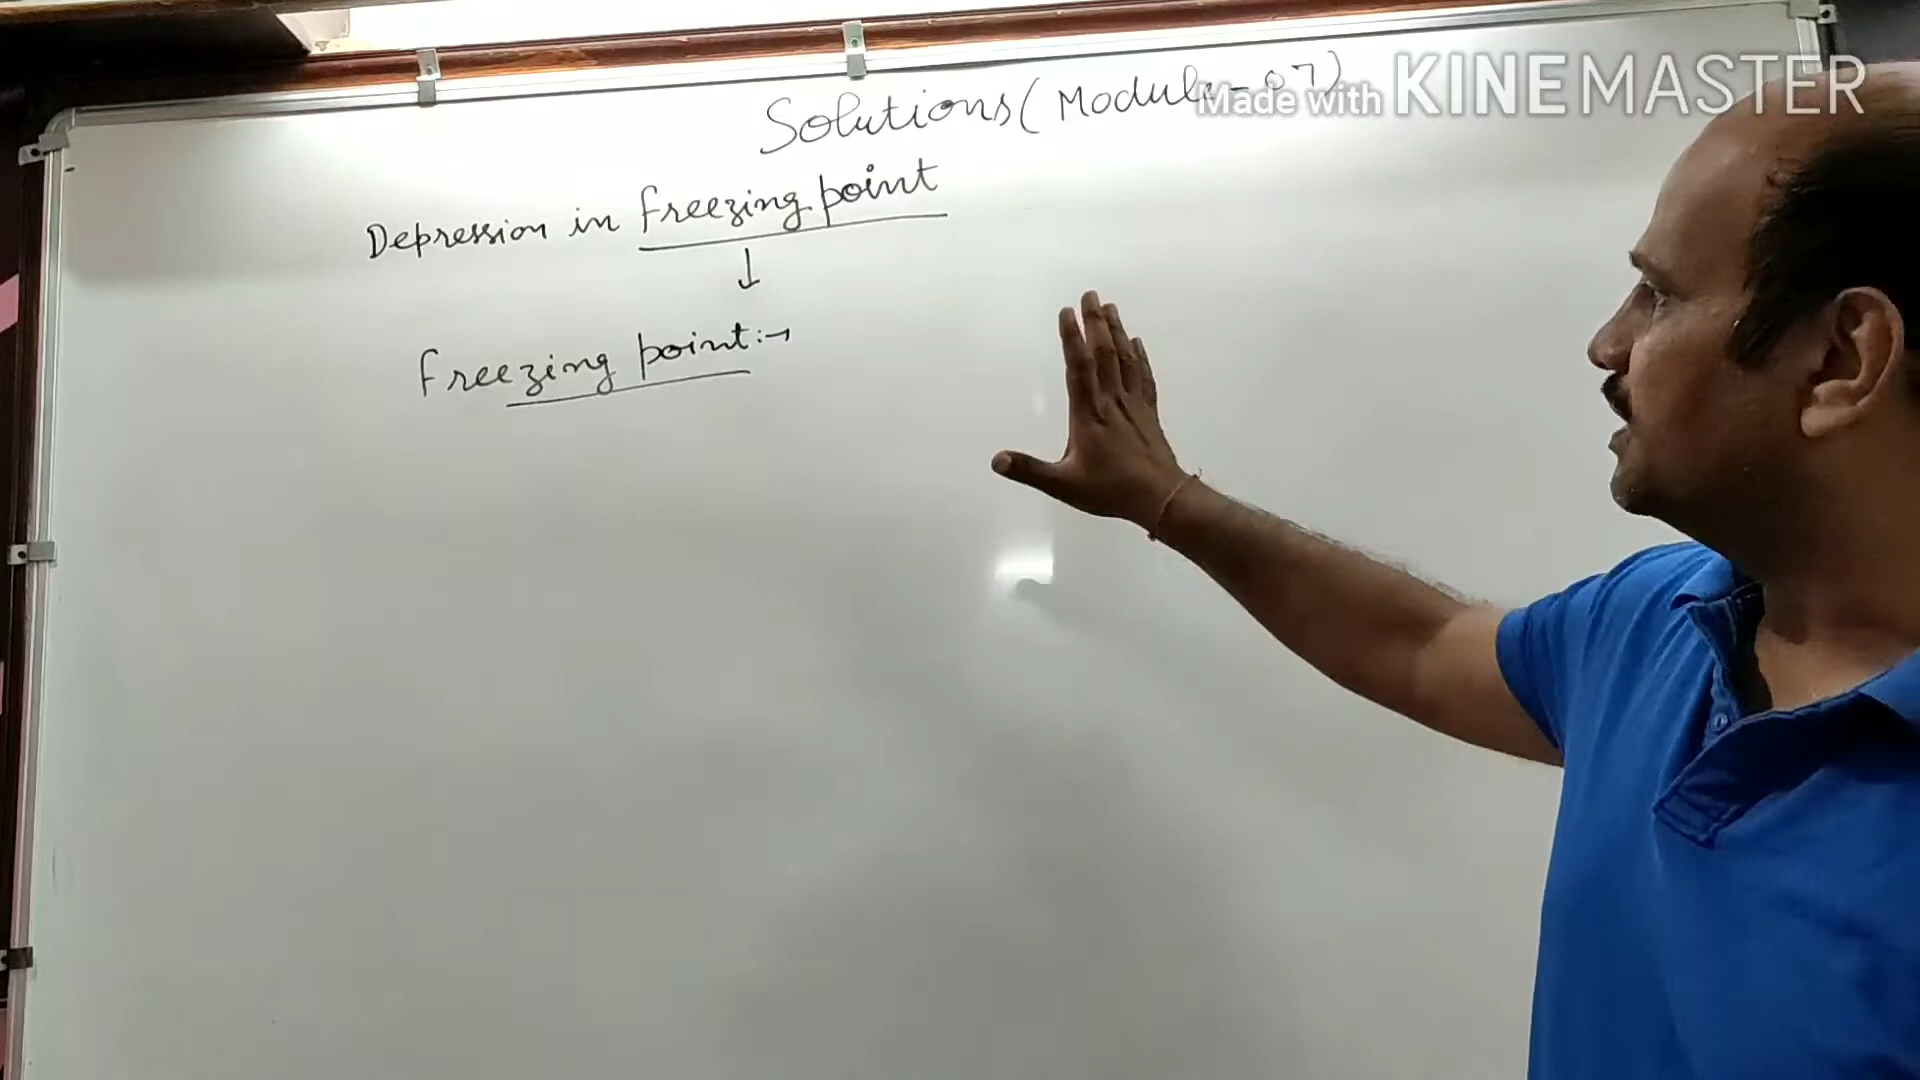 Solutions (Module-07)
Made with KINEMASTER
Depression in freezing point
↓
freezing point:→